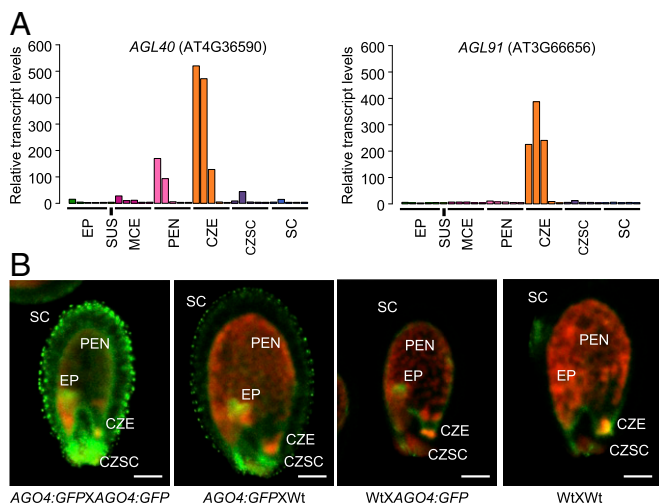 A
AGL40 (AT4G36590)
Relative transcript levels
600
500
400
300
200
100
0
EP SUS MCE PEN CZE CZSC SC
AGL91 (AT3G66656)
Relative transcript levels
600
500
400
300
200
100
0
EP SUS MCE PEN CZE CZSC SC
B
SC
PEN
EP
CZE
CZSC
AGO4:GFPXAGO4:GFP
SC
PEN
EP
CZE
CZSC
AGO4:GFPXWt
SC
PEN
EP
CZE
CZSC
WtXAGO4:GFP
SC
PEN
EP
CZE
CZSC
WtXWt